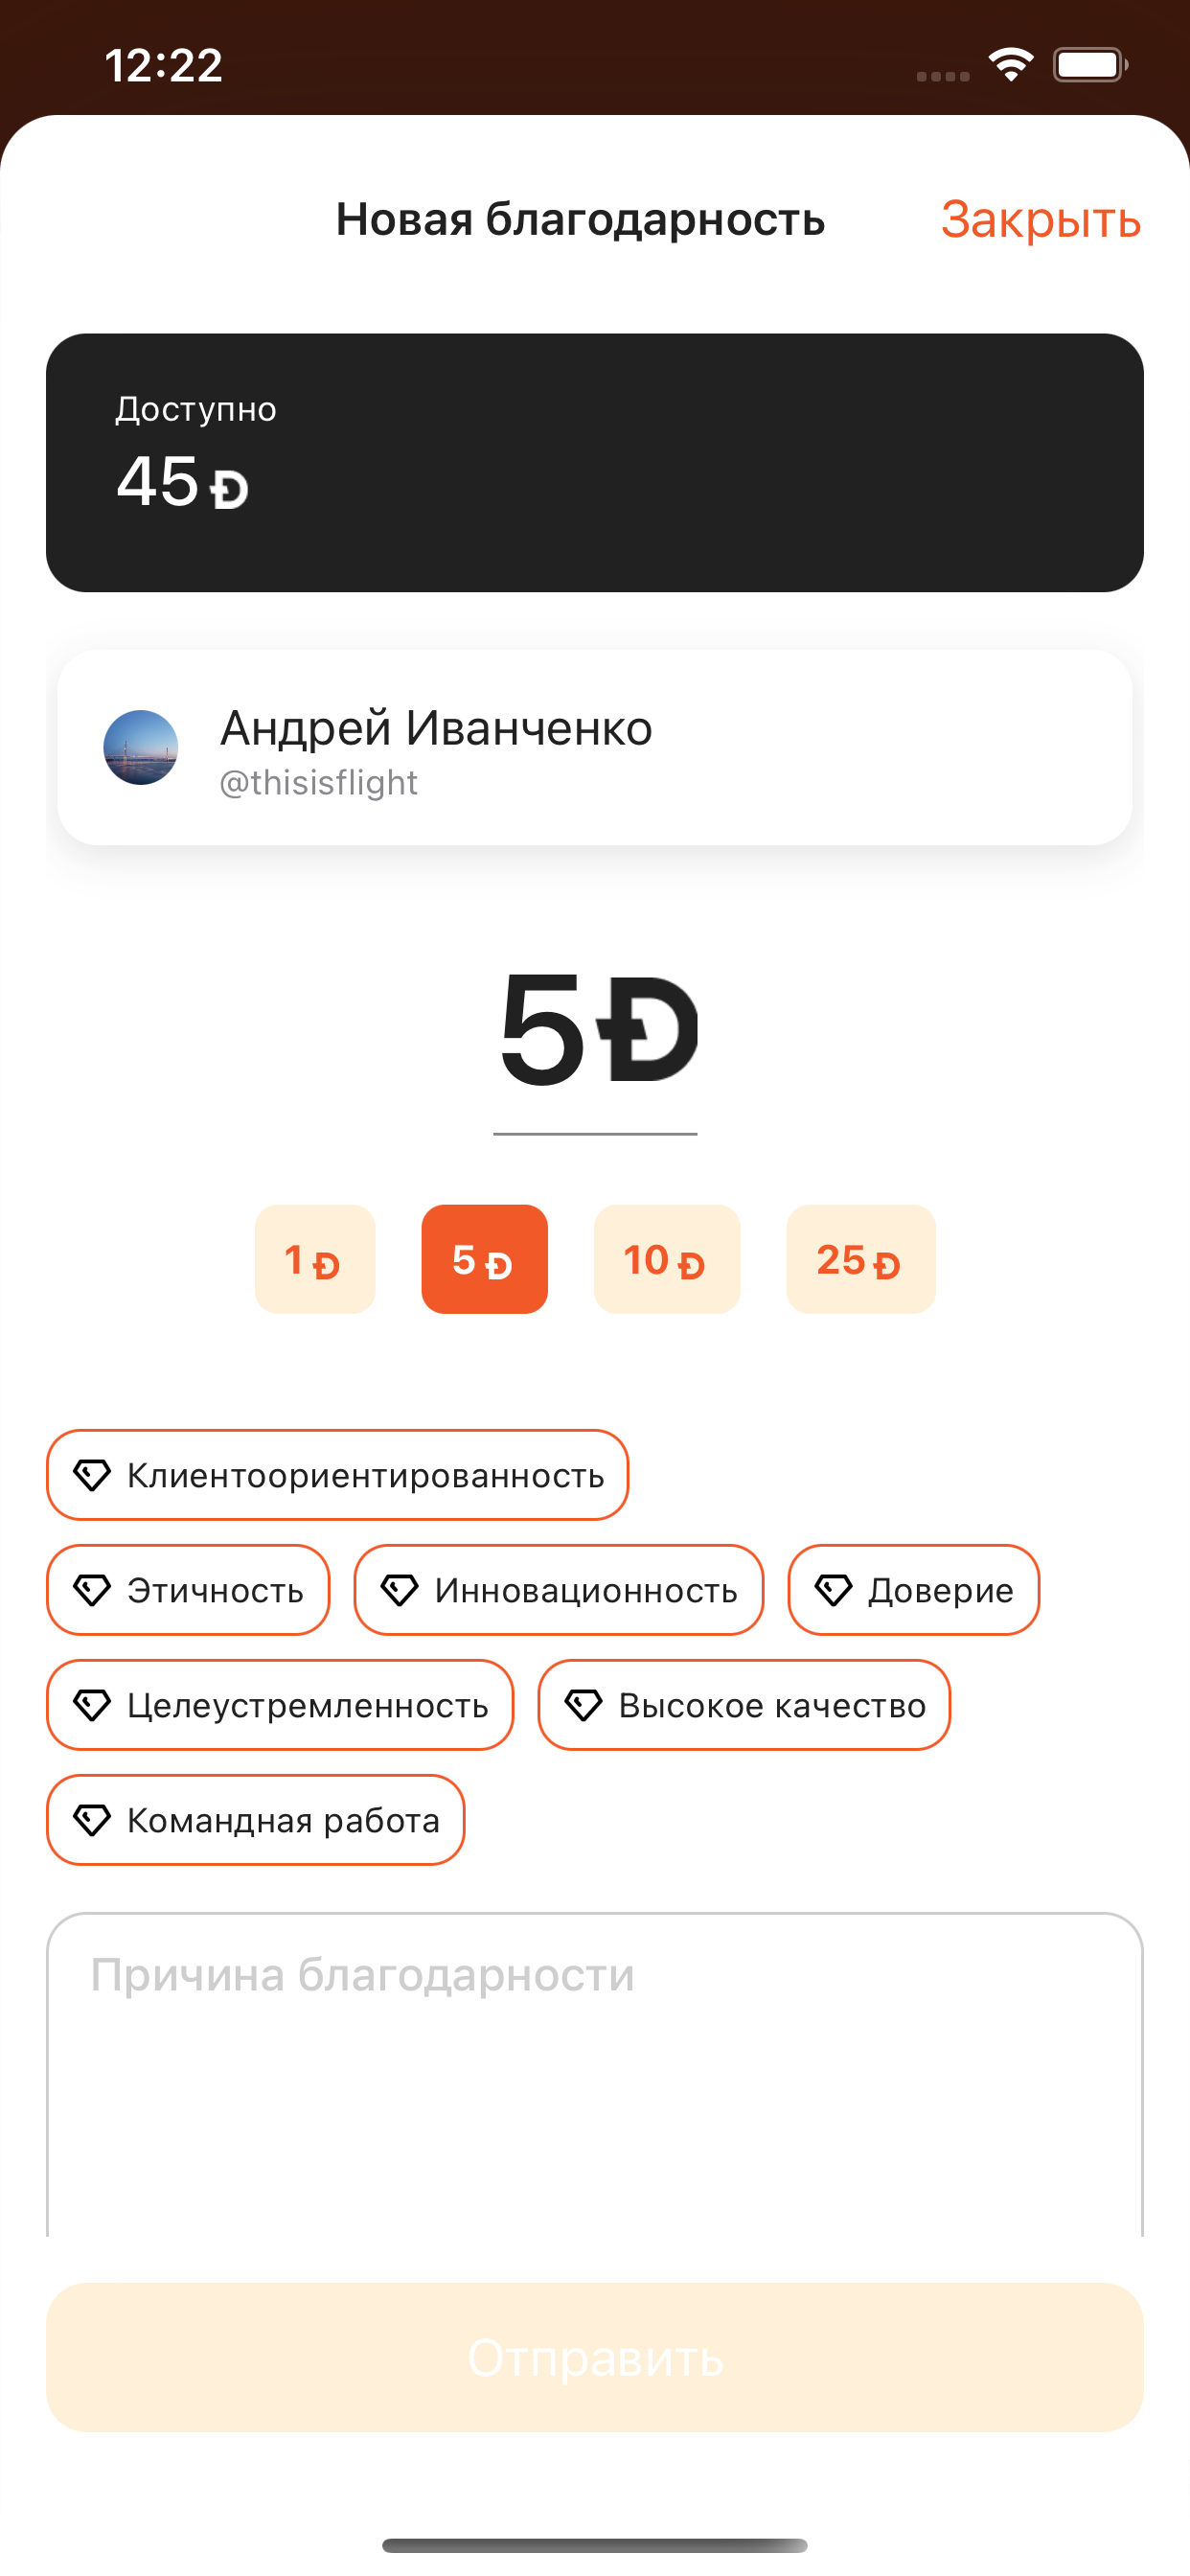 12:22
Новая благодарность Закрыть
Доступно
45 Đ
Андрей Иванченко
@thisisflight
5 Đ
1 Đ 5 Đ 10 Đ 25 Đ
Клиентоориентированность
Этичность Инновационность Доверие
Целеустремленность Высокое качество
Командная работа
Причина благодарности
Отправить